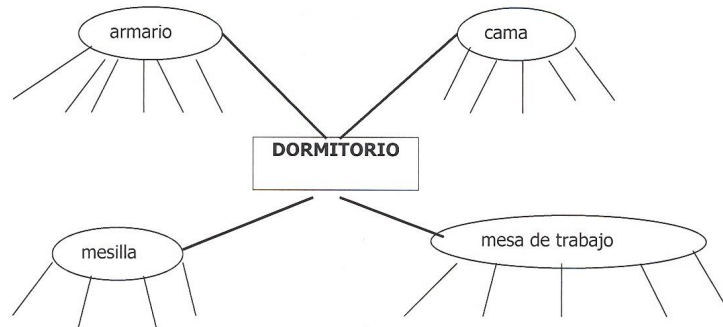 armario
cama
DORMITORIO
mesilla
mesa de trabajo